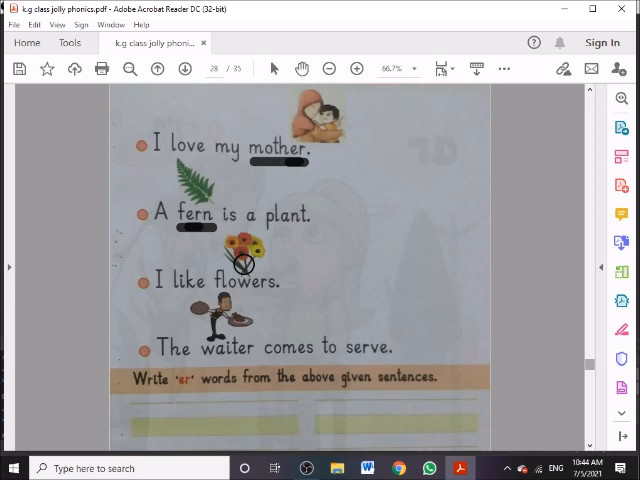 k.g class jolly phonics.pdf - Adobe Acrobat Reader DC (32-bit)
File Edit View Sign Window Help
Home Tools k.g class jolly phoni... × Sign In
28 / 35 66.7%
I love my mother.
A fern is a plant.
I like flowers.
The waiter comes to serve.
Write 'er' words from the above given sentences.
Type here to search
ENG
10:44 AM
7/5/2021